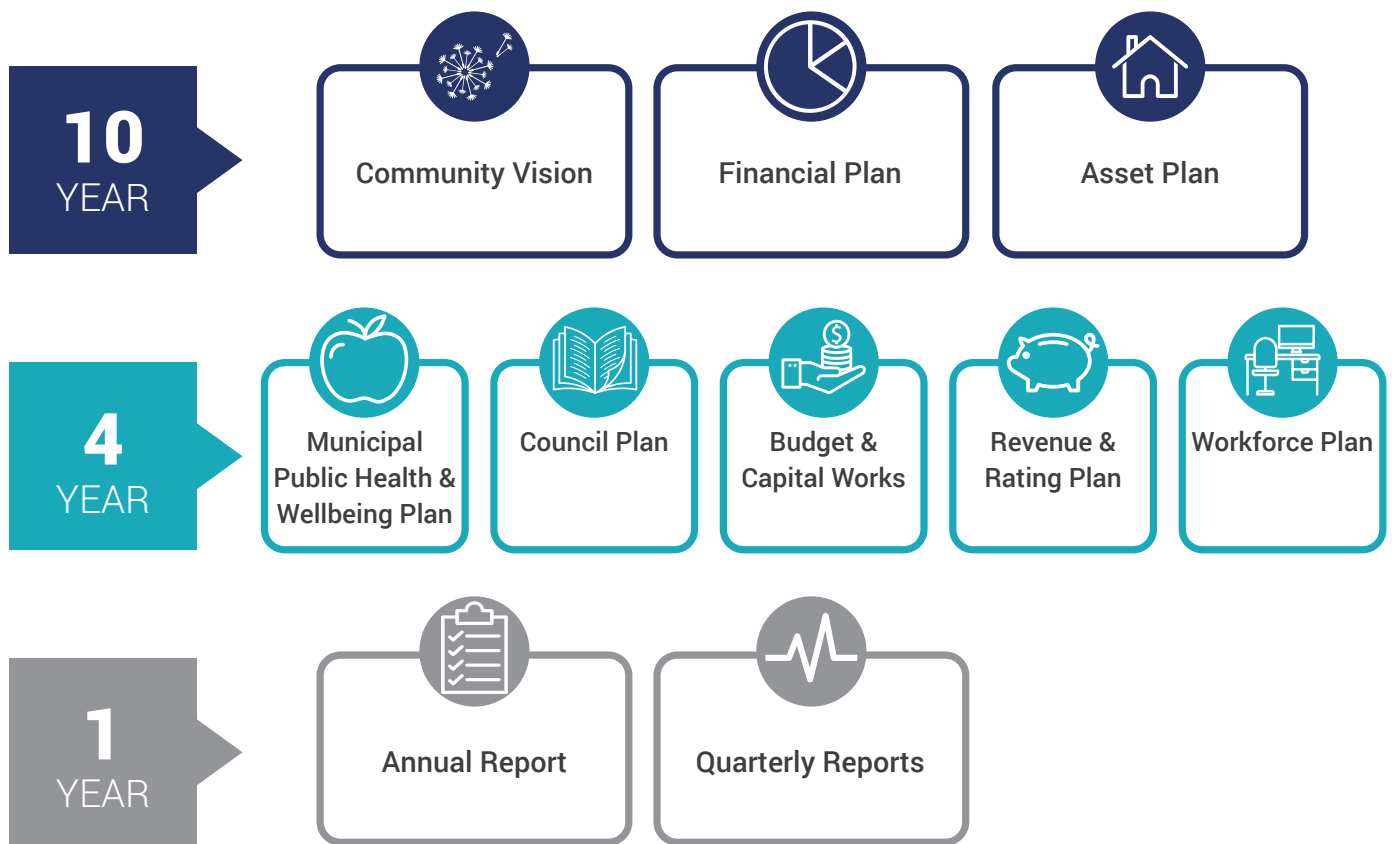 10
YEAR
Community Vision
Financial Plan
Asset Plan
4
YEAR
Municipal
Public Health &
Wellbeing Plan
Council Plan
Budget &
Capital Works
$
Revenue &
Rating Plan
Workforce Plan
1
YEAR
Annual Report
Quarterly Reports